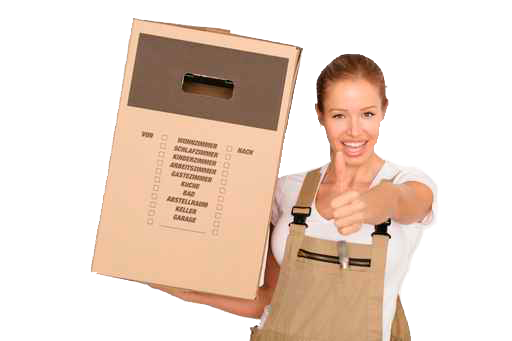 VON NACH
WOHNZIMMER
SCHLAFZIMMER
KINDERZIMMER
ARBEITSZIMMER
GÄSTEZIMMER
KÜCHE
BAD
ABSTELLRAUM
KELLER
GARAGE